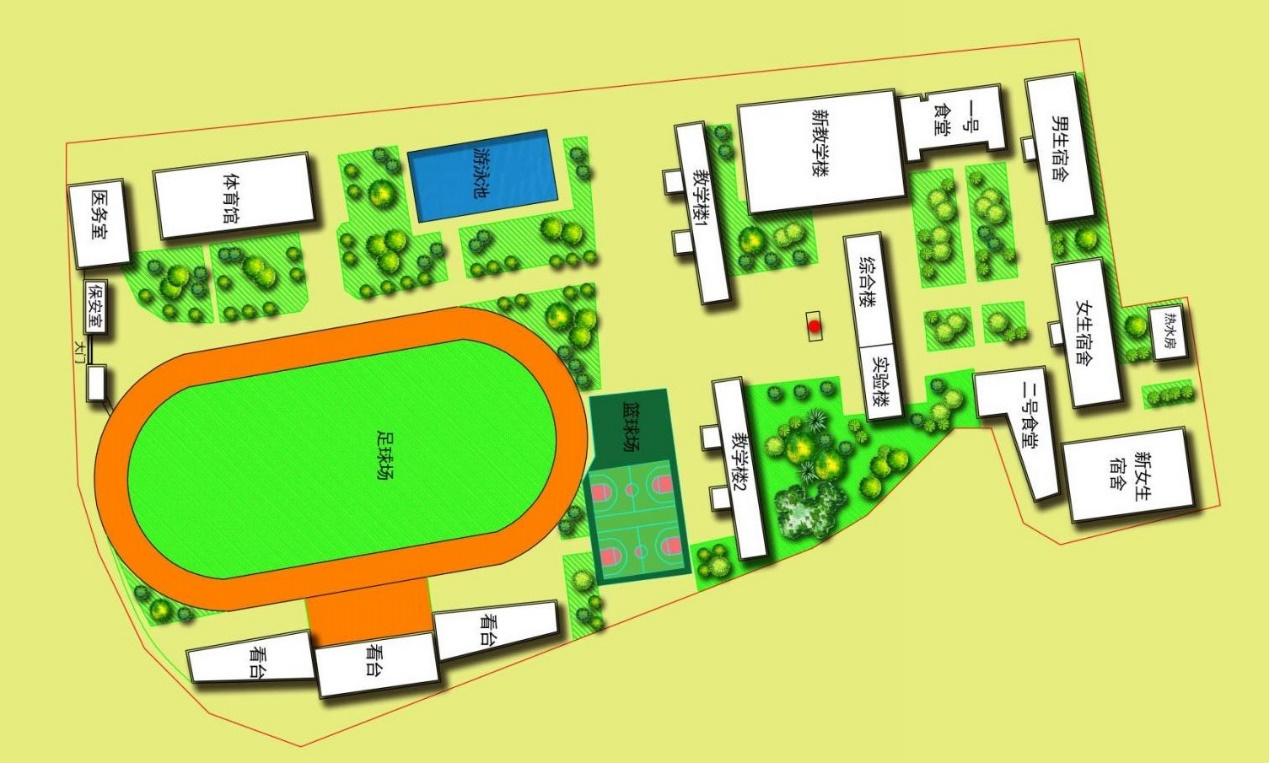 医务室
保安室
大门
体育馆
游泳池
足球场
看台
看台
看台
篮球场
教学楼1
教学楼2
新教学楼
一号
食堂
综合楼
实验楼
男生宿舍
女生宿舍
热水房
二号食堂
新女生
宿舍